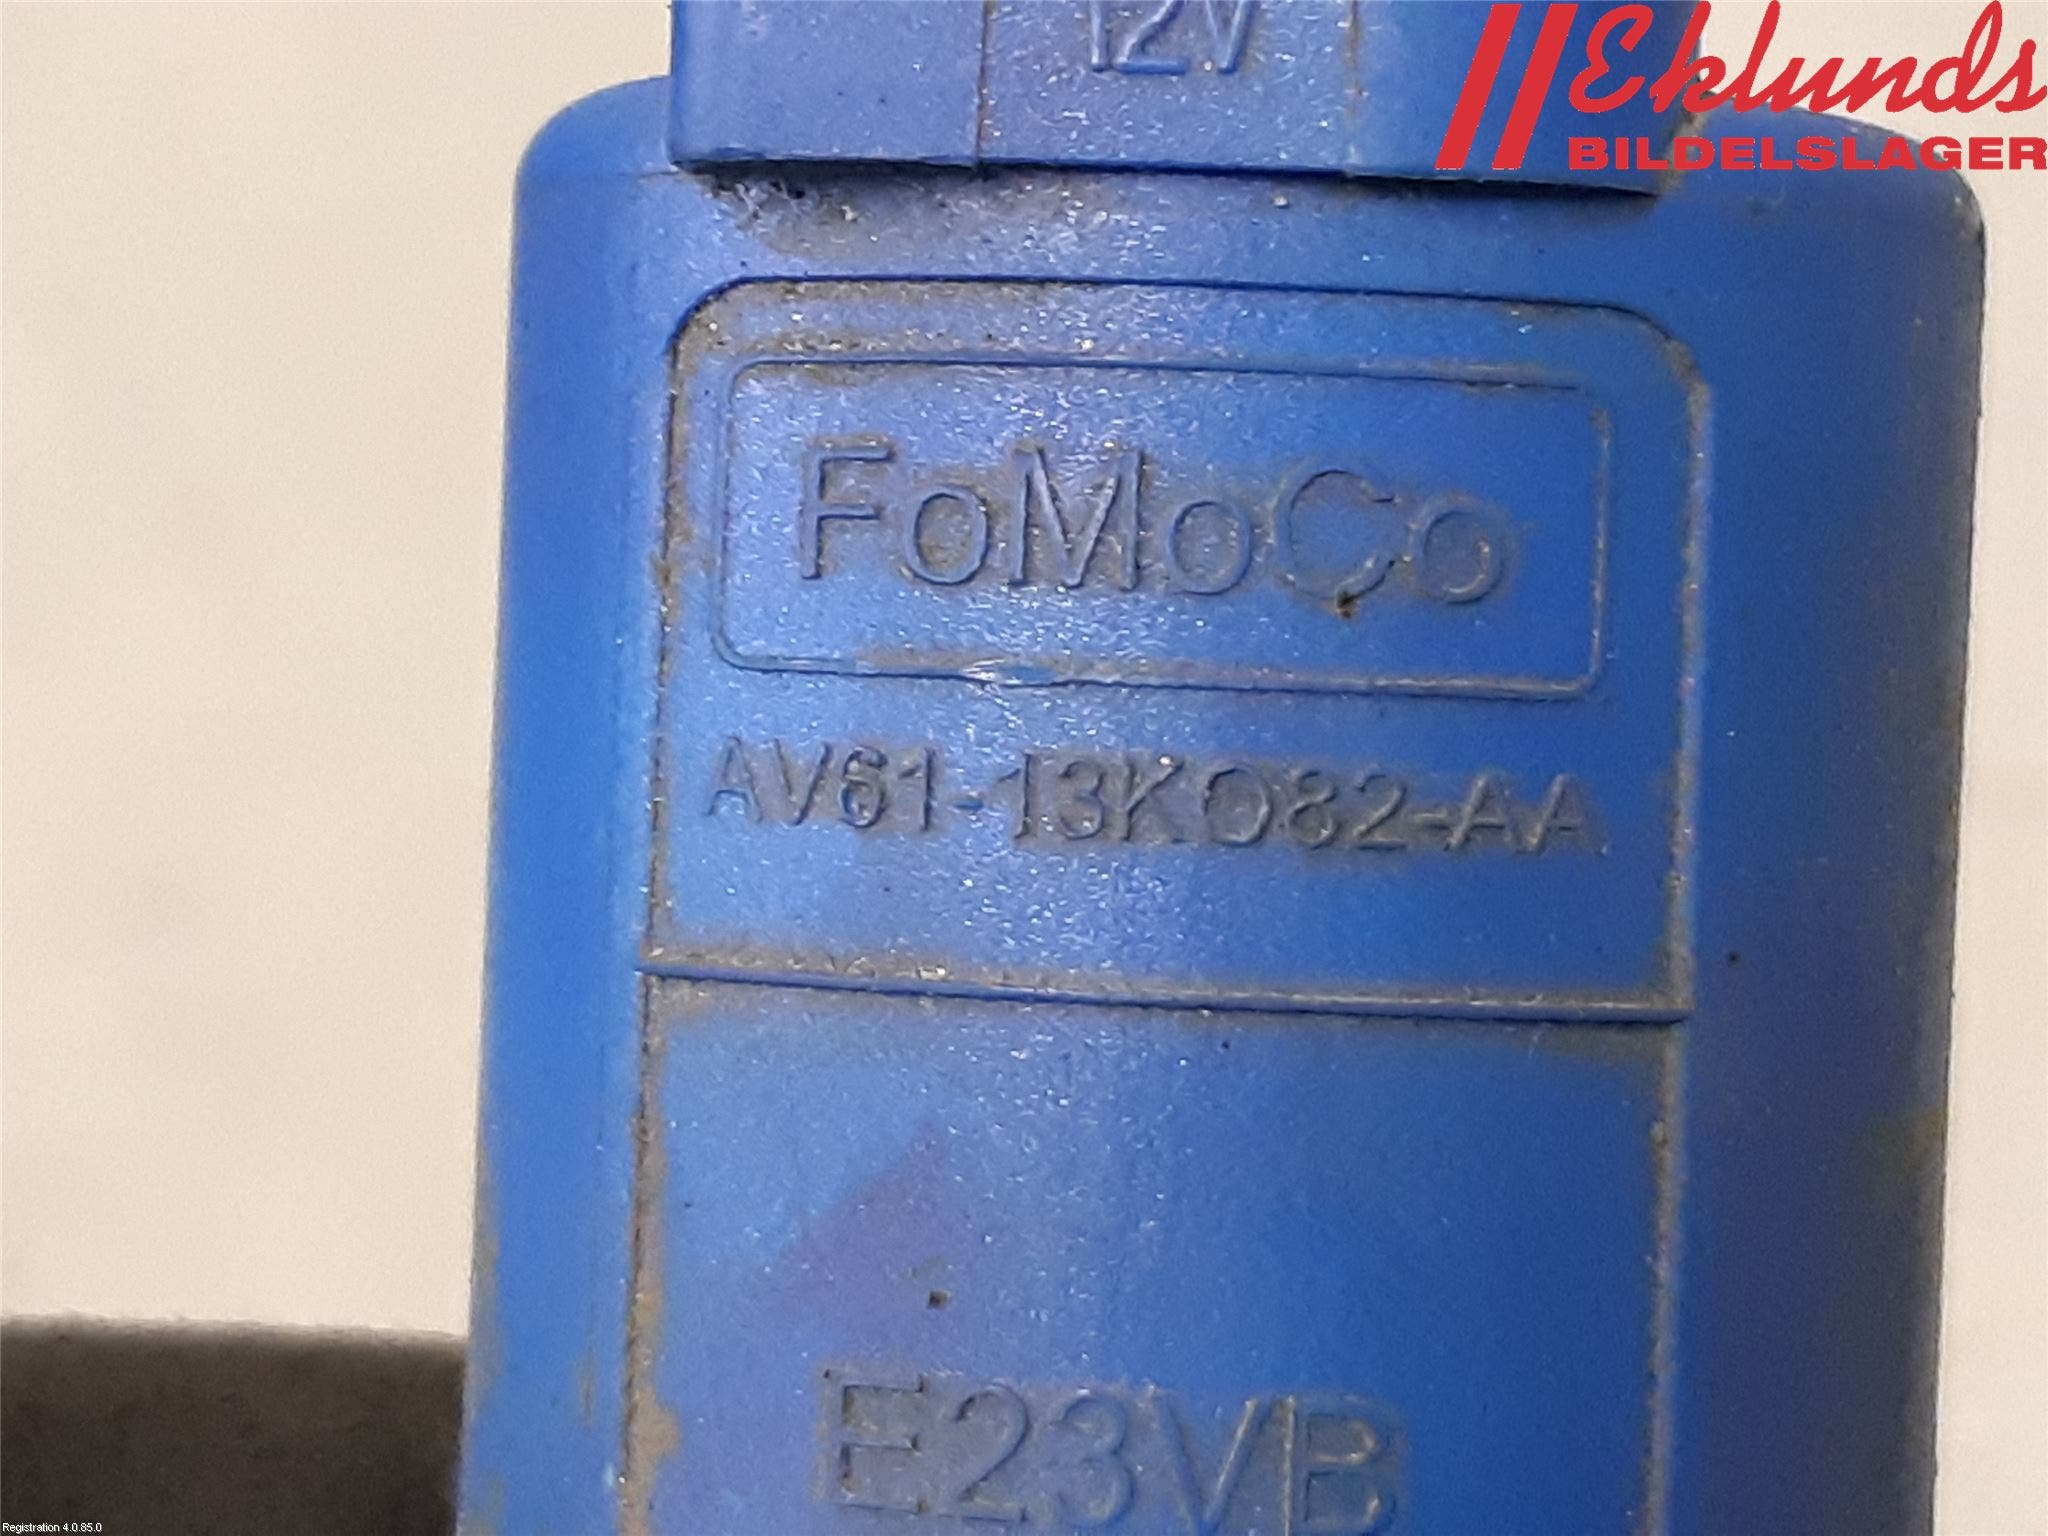 12V
Eklunds
BILDELSLAGER
FoMoCo
AV61-13K082-AA
E23VB
Registration 4.0.85.0